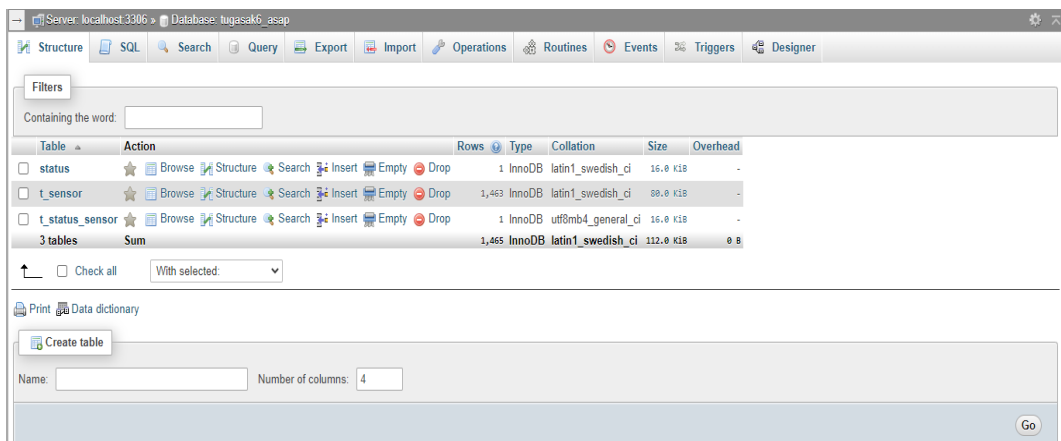 Server: localhost:3306 » Database: tugasak6_asap
Structure SQL Search Query Export Import Operations Routines Events Triggers Designer
Filters
Containing the word:
Table Action Rows Type Collation Size Overhead
status Browse Structure Search Insert Empty Drop 1 InnoDB latin1_swedish_ci 16.0 KiB -
t_sensor Browse Structure Search Insert Empty Drop 1,463 InnoDB latin1_swedish_ci 80.0 KiB -
t_status_sensor Browse Structure Search Insert Empty Drop 1 InnoDB utf8mb4_general_ci 16.0 KiB -
3 tables Sum 1,465 InnoDB latin1_swedish_ci 112.0 KiB 0 B
Check all With selected:
Print Data dictionary
Create table
Name: Number of columns: 4
Go